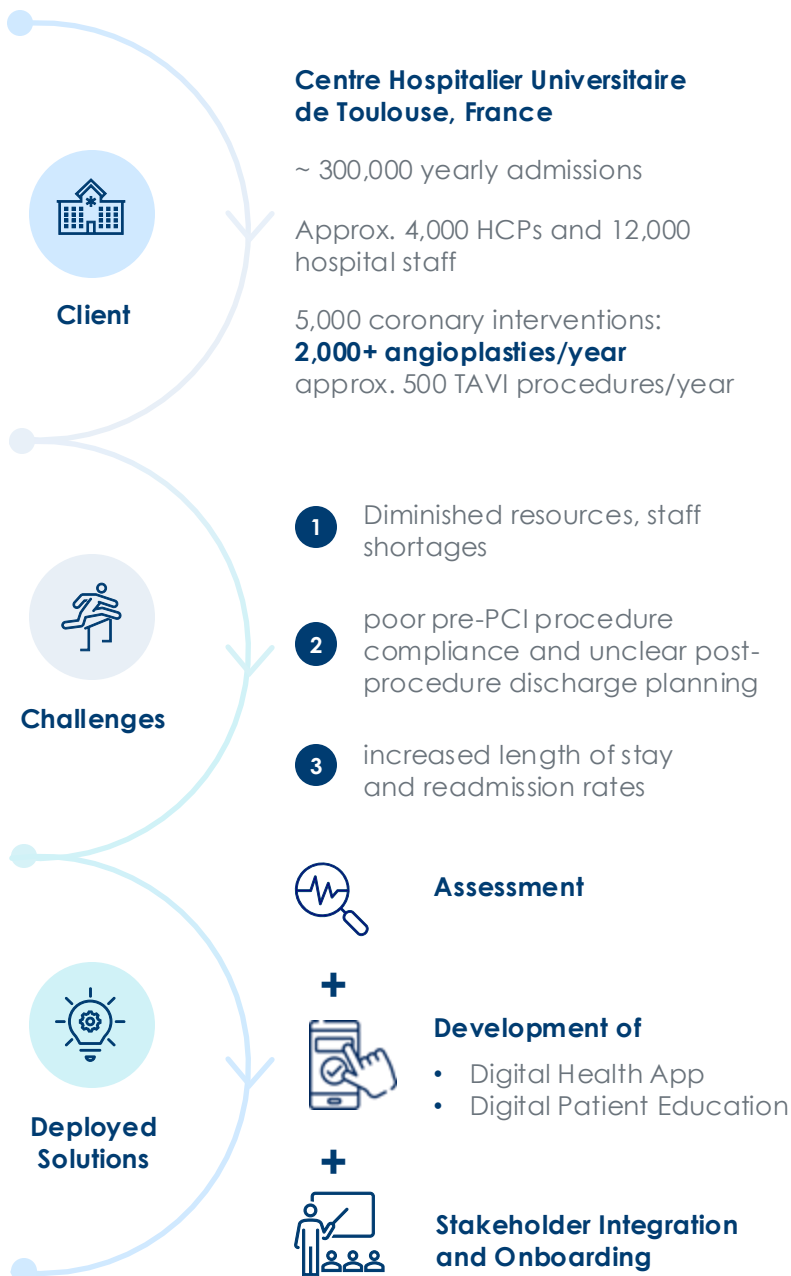 Centre Hospitalier Universitaire
de Toulouse, France
~ 300,000 yearly admissions
Approx. 4,000 HCPs and 12,000
hospital staff
5,000 coronary interventions:
2,000+ angioplasties/year
approx. 500 TAVI procedures/year
Client
1
Diminished resources, staff
shortages
2
poor pre-PCI procedure
compliance and unclear post-
procedure discharge planning
3
increased length of stay
and readmission rates
Challenges
Assessment
+
Development of
• Digital Health App
• Digital Patient Education
Deployed
Solutions
+
Stakeholder Integration
and Onboarding